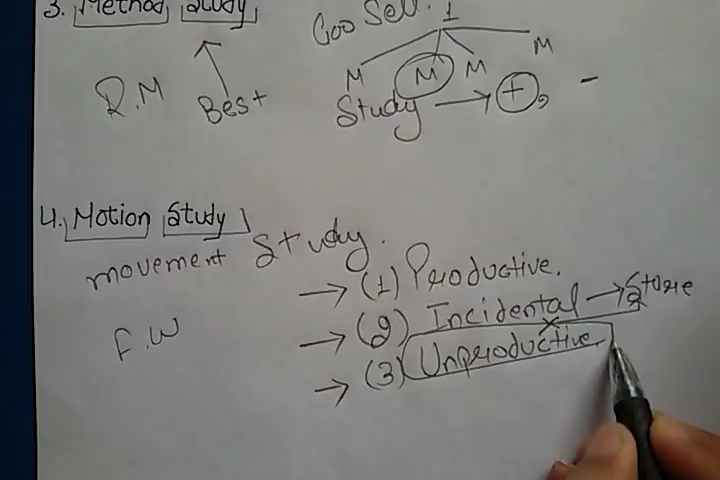 3. Method Study
Goo Sell. 1
M M M M
R.M Best Study → +, -
4. Motion Study
movement Study.
→ (1) Productive.
F.W → (2) Incidental → Store
→ (3) Unproductive